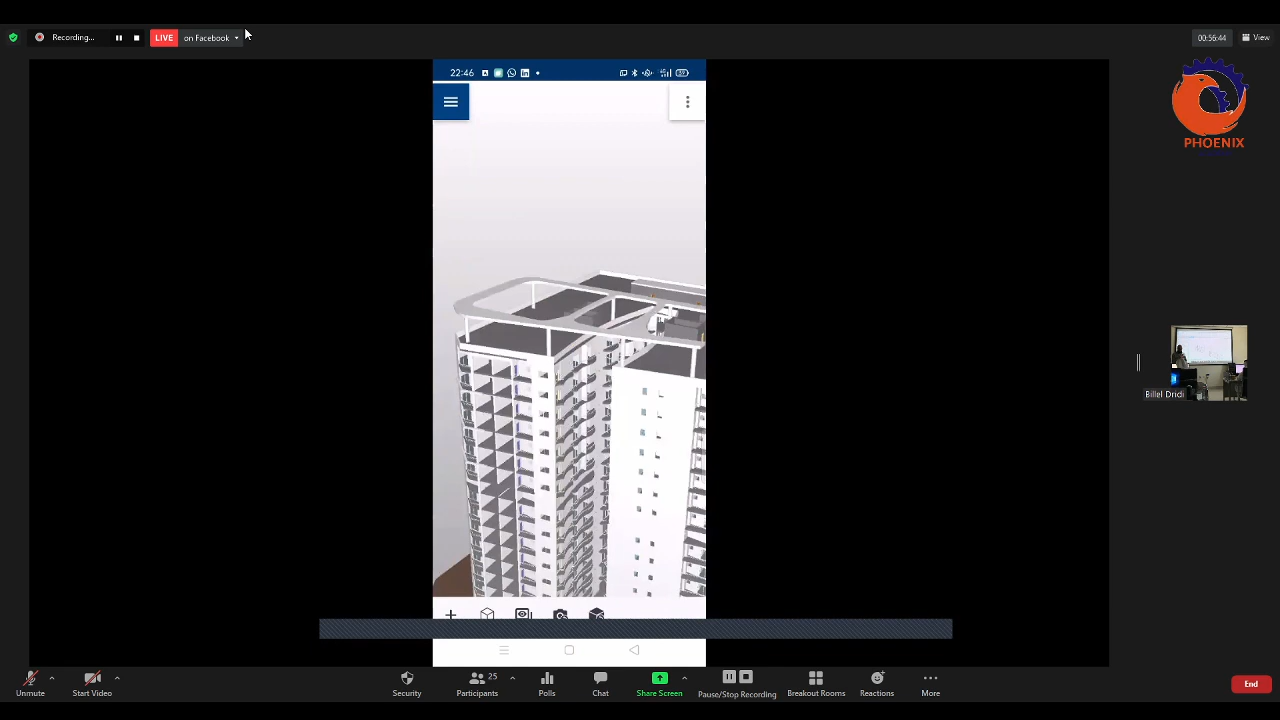 Recording...
LIVE on Facebook
00:56:44
View
22:46
PHOENIX
Billel Dridi
Unmute
Start Video
Security
Participants 25
Polls
Chat
Share Screen
Pause/Stop Recording
Breakout Rooms
Reactions
More
End